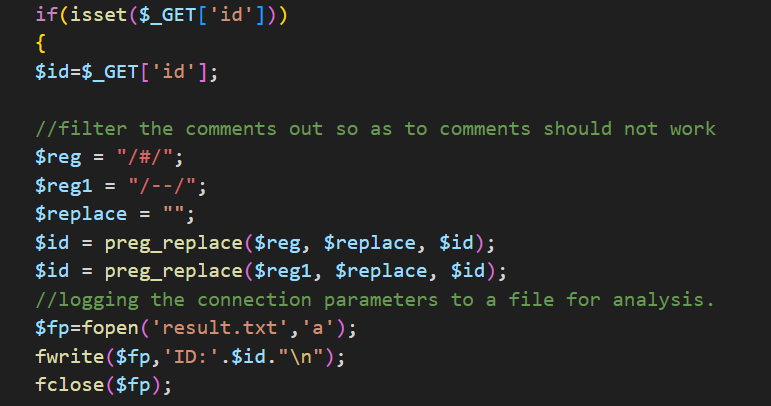 if(isset($_GET['id']))
{
$id=$_GET['id'];
//filter the comments out so as to comments should not work
$reg = "/#/";
$reg1 = "/--/";
$replace = "";
$id = preg_replace($reg, $replace, $id);
$id = preg_replace($reg1, $replace, $id);
//logging the connection parameters to a file for analysis.
$fp=fopen('result.txt','a');
fwrite($fp,'ID:'.$id."\n");
fclose($fp);